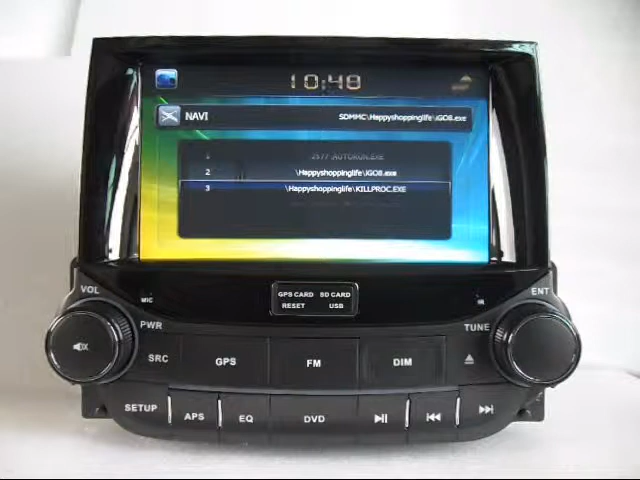 10:48
NAVI SDMMC\Happyshoppinglife\iGO8.exe
1 2577 :AUTORUN.EXE
2 \Happyshoppinglife\iGO8.exe
3 \Happyshoppinglife\KILLPROC.EXE
VOL MIC GPS CARD SD CARD ENT
RESET USB
PWR TUNE
SRC GPS FM DIM
SETUP APS EQ DVD